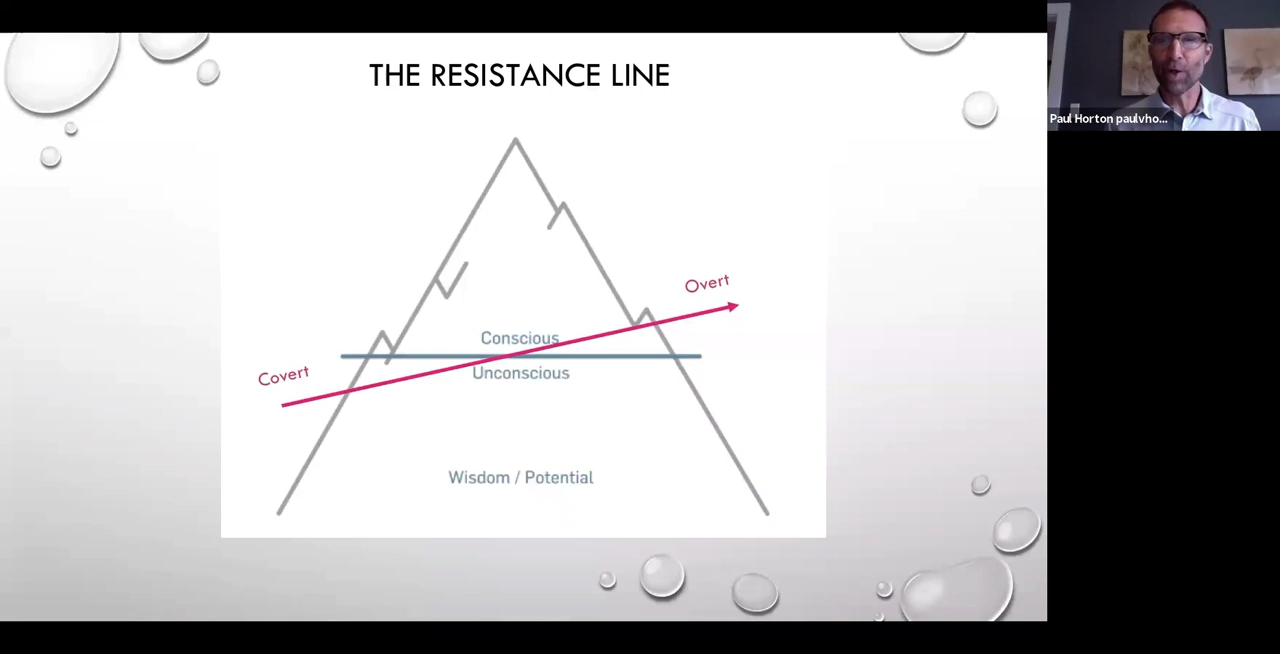 THE RESISTANCE LINE
Paul Horton paulvho...
Overt
Conscious
Covert
Unconscious
Wisdom / Potential